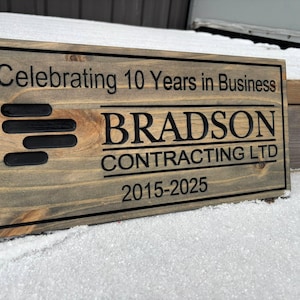 Celebrating 10 Years in Business
BRADSON
CONTRACTING LTD
2015-2025